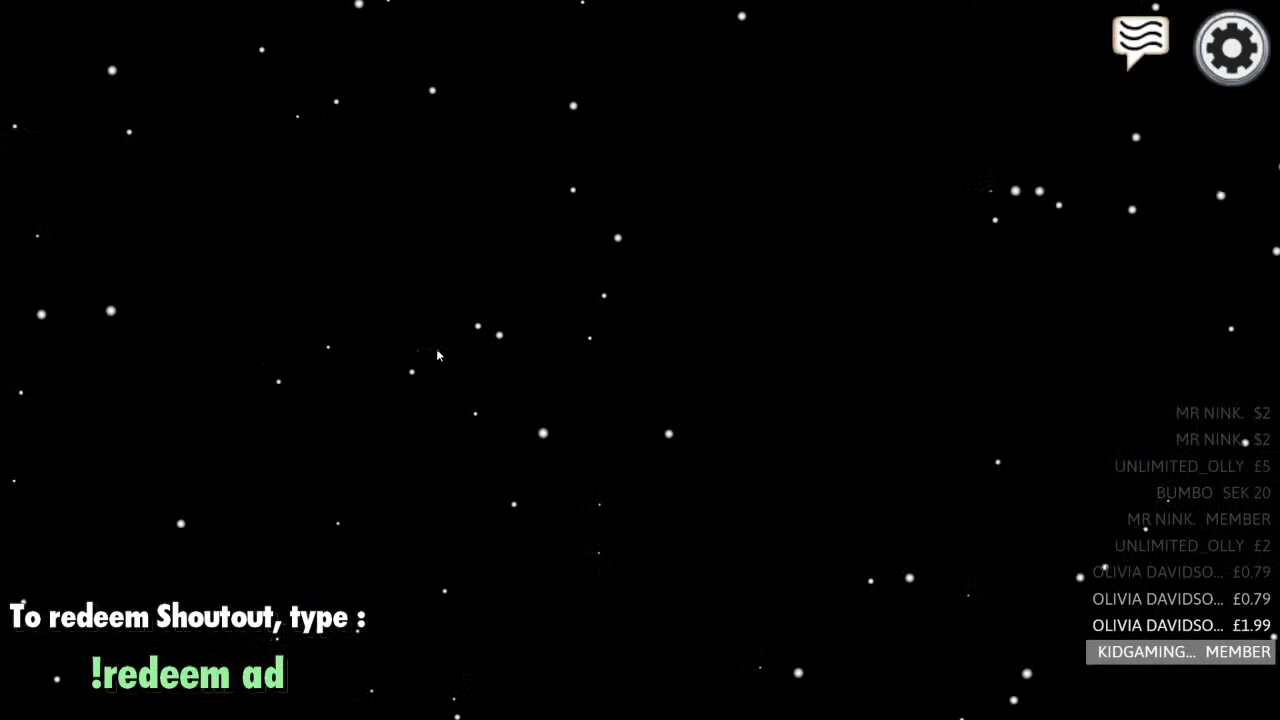 MR NINK. $2
MR NINK. $2
UNLIMITED_OLLY £5
BUMBO SEK 20
MR NINK. MEMBER
UNLIMITED_OLLY £2
OLIVIA DAVIDSO... £0.79
OLIVIA DAVIDSO... £0.79
OLIVIA DAVIDSO... £1.99
KIDGAMING... MEMBER
To redeem Shoutout, type :
!redeem ad